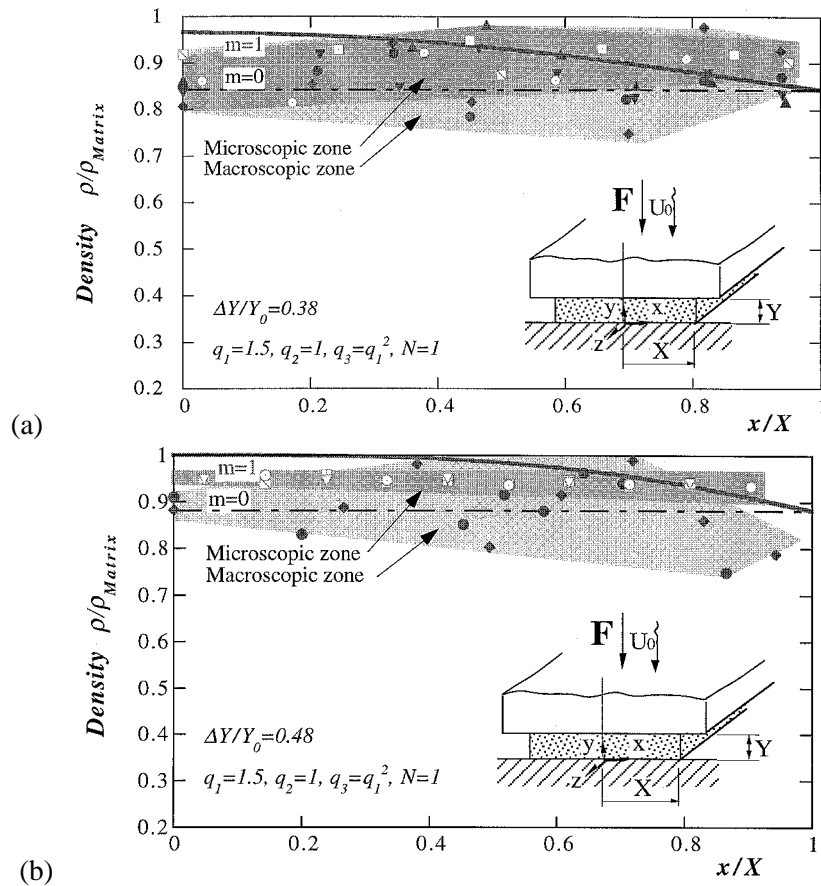 1
m=1
0.9
m=0
0.8
Microscopic zone
Macroscopic zone
0.7
0.6
F U₀
0.5
0.4
ΔY/Y₀=0.38
y x Y
0.3
q₁=1.5, q₂=1, q₃=q₁², N=1
z X
0.2
Density ρ/ρMatrix
0 0.2 0.4 0.6 0.8 1
(a)
x/X
1
m=1
0.9
m=0
0.8
Microscopic zone
Macroscopic zone
0.7
0.6
F U₀
0.5
0.4
ΔY/Y₀=0.48
y x Y
0.3
q₁=1.5, q₂=1, q₃=q₁², N=1
z X
0.2
Density ρ/ρMatrix
0 0.2 0.4 0.6 0.8 1
(b)
x/X